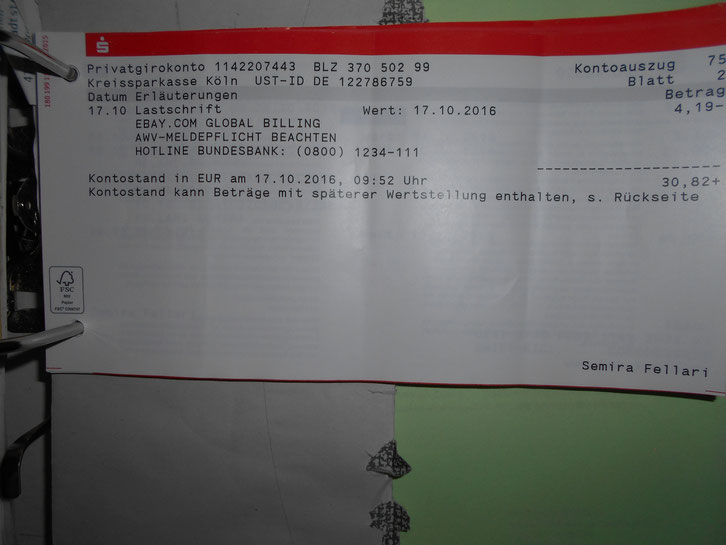 Privatgirokonto 1142207443 BLZ 370 502 99 Kontoauszug 75
Kreissparkasse Köln UST-ID DE 122786759 Blatt 2
Datum Erläuterungen Betrag
17.10 Lastschrift Wert: 17.10.2016 4,19-
EBAY.COM GLOBAL BILLING
AWV-MELDEPFLICHT BEACHTEN
HOTLINE BUNDESBANK: (0800) 1234-111
Kontostand in EUR am 17.10.2016, 09:52 Uhr 30,82+
Kontostand kann Beträge mit späterer Wertstellung enthalten, s. Rückseite
FSC
Mix
Papier
Semira Fellari